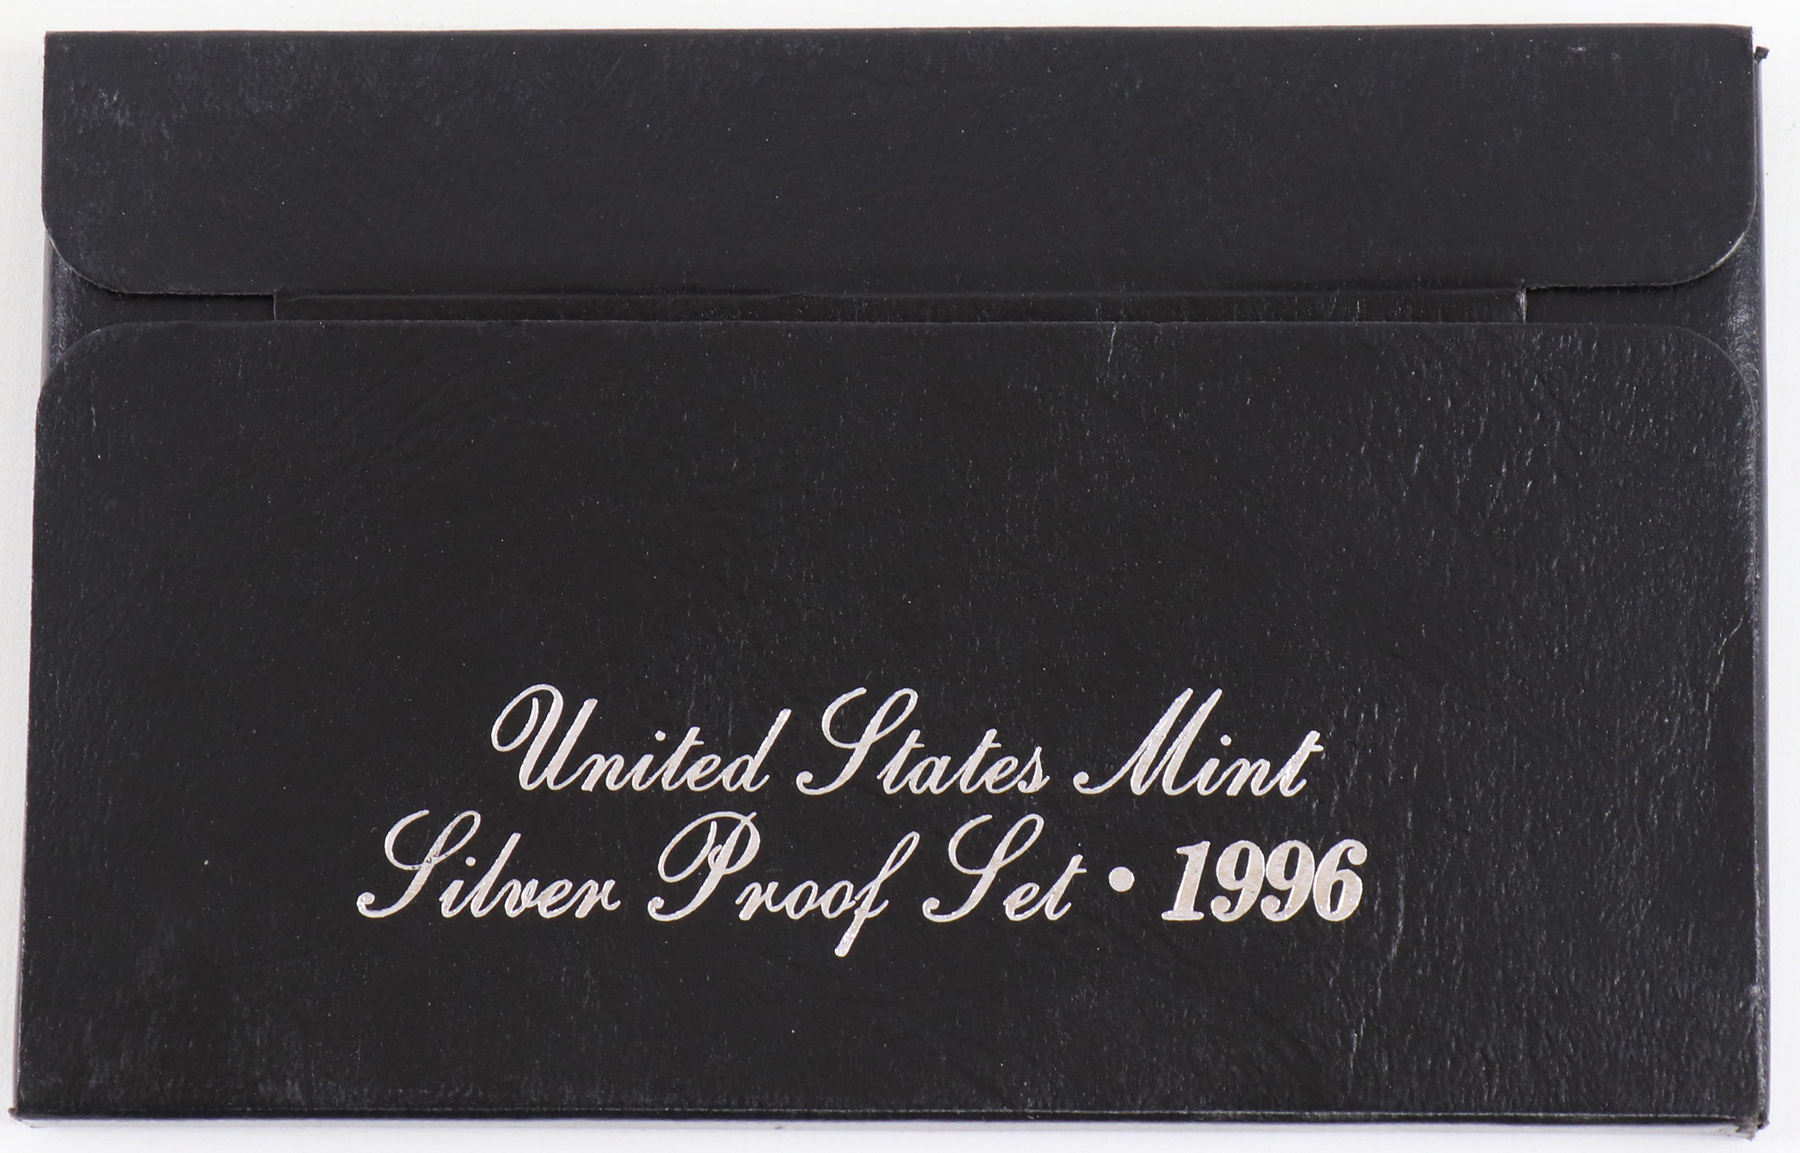 United States Mint
Silver Proof Set • 1996